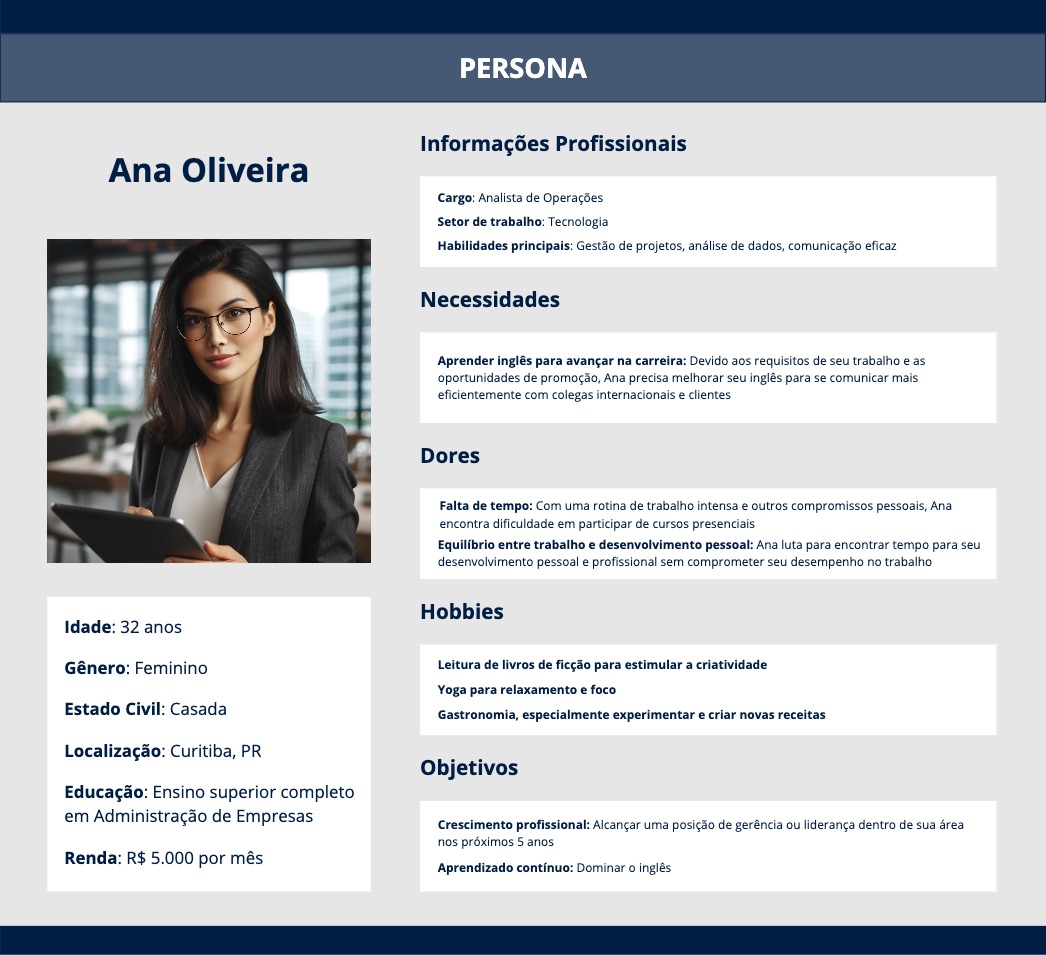 PERSONA
Ana Oliveira
Idade: 32 anos
Gênero: Feminino
Estado Civil: Casada
Localização: Curitiba, PR
Educação: Ensino superior completo
em Administração de Empresas
Renda: R$ 5.000 por mês
Informações Profissionais
Cargo: Analista de Operações
Setor de trabalho: Tecnologia
Habilidades principais: Gestão de projetos, análise de dados, comunicação eficaz
Necessidades
Aprender inglês para avançar na carreira: Devido aos requisitos de seu trabalho e as
oportunidades de promoção, Ana precisa melhorar seu inglês para se comunicar mais
eficientemente com colegas internacionais e clientes
Dores
Falta de tempo: Com uma rotina de trabalho intensa e outros compromissos pessoais, Ana
encontra dificuldade em participar de cursos presenciais
Equilíbrio entre trabalho e desenvolvimento pessoal: Ana luta para encontrar tempo para seu
desenvolvimento pessoal e profissional sem comprometer seu desempenho no trabalho
Hobbies
Leitura de livros de ficção para estimular a criatividade
Yoga para relaxamento e foco
Gastronomia, especialmente experimentar e criar novas receitas
Objetivos
Crescimento profissional: Alcançar uma posição de gerência ou liderança dentro de sua área
nos próximos 5 anos
Aprendizado contínuo: Dominar o inglês